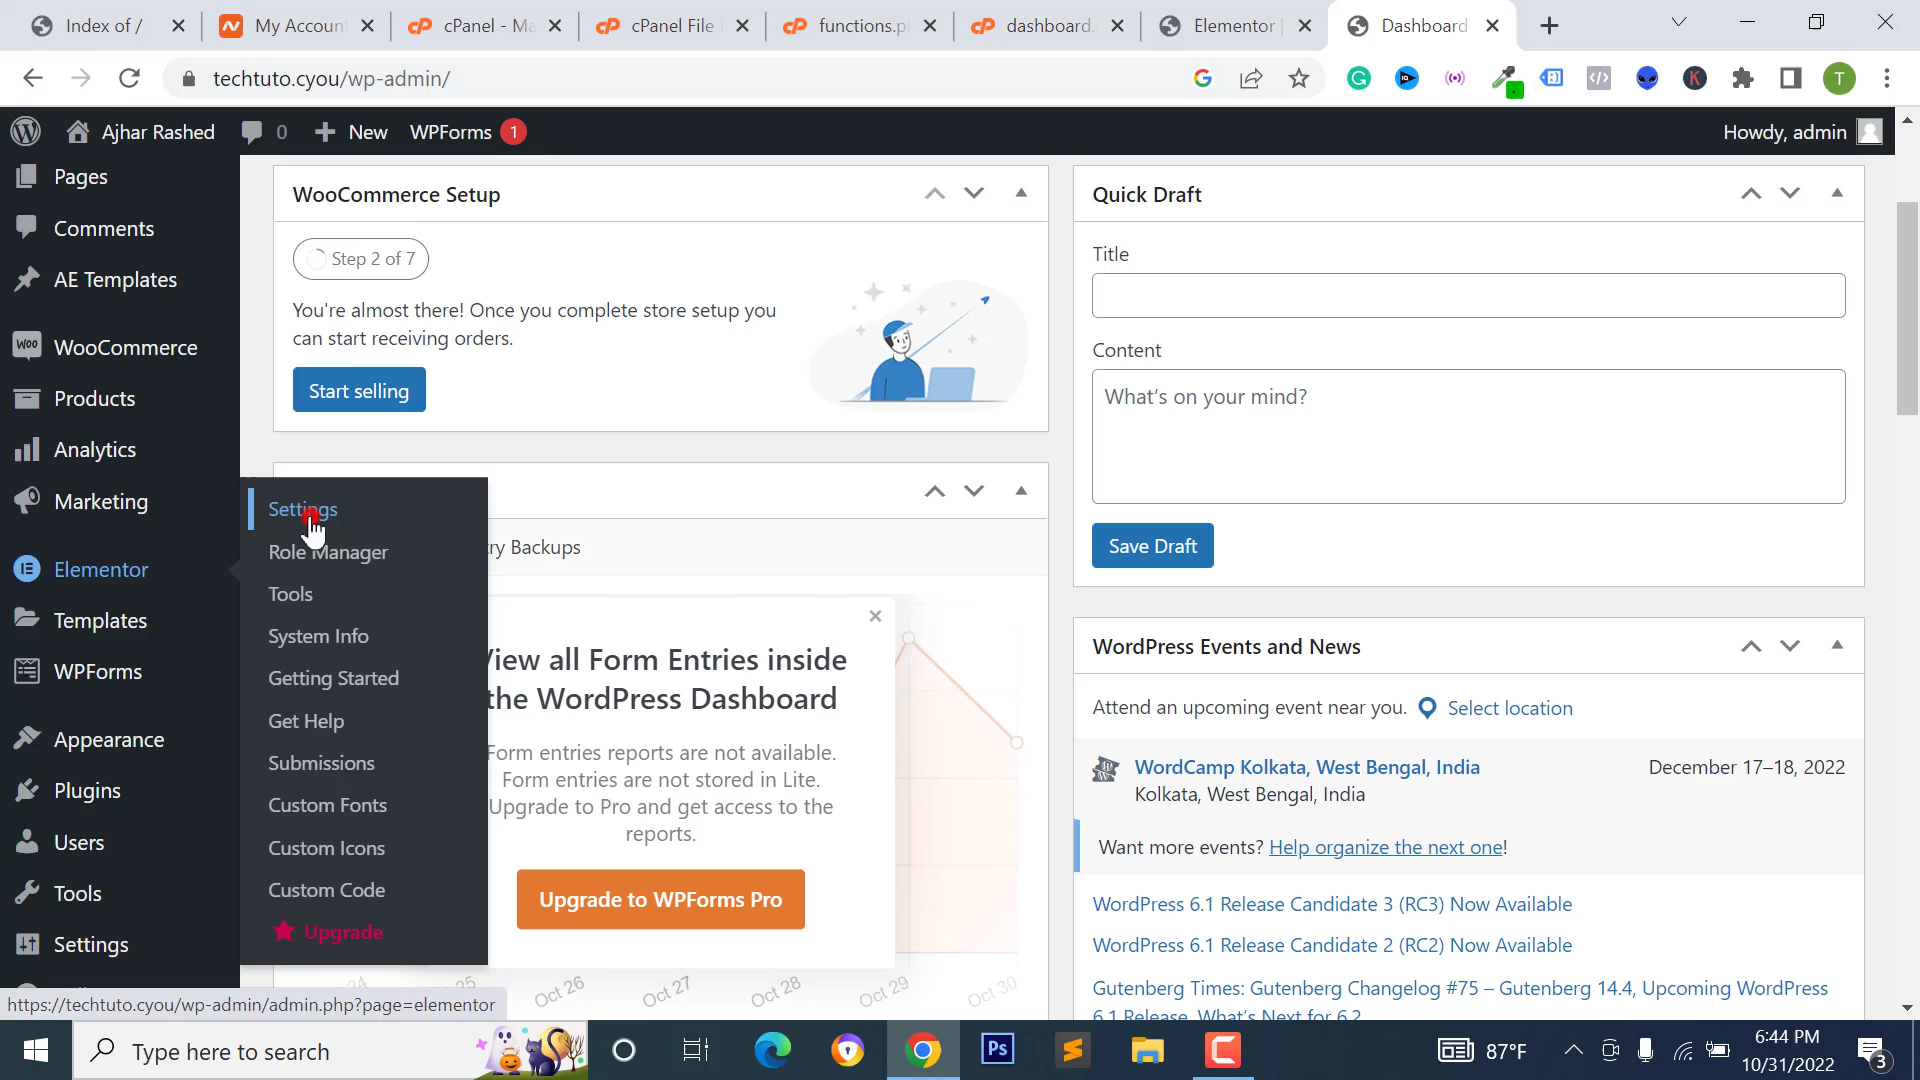 Index of /
My Account
cPanel - Ma
cPanel File
functions.p
dashboard.
Elementor |
Dashboard
techtuto.cyou/wp-admin/
T
Ajhar Rashed
0
New
WPForms 1
Howdy, admin
Pages
Comments
AE Templates
WooCommerce
Products
Analytics
Marketing
Elementor
Templates
WPForms
Appearance
Plugins
Users
Tools
Settings
Settings
Role Manager
Tools
System Info
Getting Started
Get Help
Submissions
Custom Fonts
Custom Icons
Custom Code
Upgrade
WooCommerce Setup
Step 2 of 7
You're almost there! Once you complete store setup you
can start receiving orders.
Start selling
try Backups
View all Form Entries inside
the WordPress Dashboard
Form entries reports are not available.
Form entries are not stored in Lite.
Upgrade to Pro and get access to the
reports.
Upgrade to WPForms Pro
Oct 26
Oct 27
Oct 28
Oct 29
Oct 30
Quick Draft
Title
Content
What's on your mind?
Save Draft
WordPress Events and News
Attend an upcoming event near you. Select location
WordCamp Kolkata, West Bengal, India
December 17–18, 2022
Kolkata, West Bengal, India
Want more events? Help organize the next one!
WordPress 6.1 Release Candidate 3 (RC3) Now Available
WordPress 6.1 Release Candidate 2 (RC2) Now Available
Gutenberg Times: Gutenberg Changelog #75 – Gutenberg 14.4, Upcoming WordPress
6.1 Release, What's Next for 6.2
https://techtuto.cyou/wp-admin/admin.php?page=elementor
Type here to search
Ps
87°F
6:44 PM
10/31/2022
3